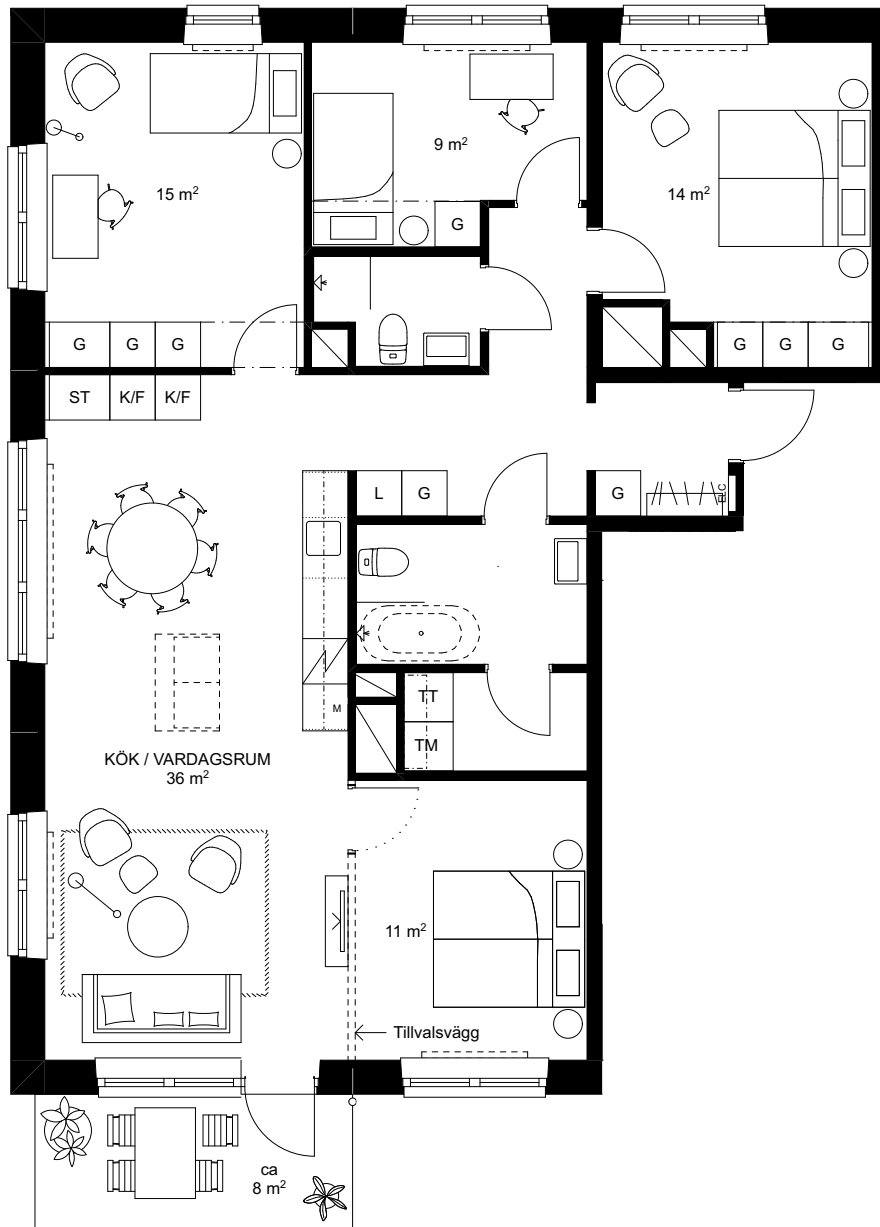 9 m²
15 m²
14 m²
G
G
G
G
G
G
G
ST
K/F
K/F
L
G
G
ELC
TT
M
TM
KÖK / VARDAGSRUM
36 m²
11 m²
Tillvalsvägg
ca
8 m²